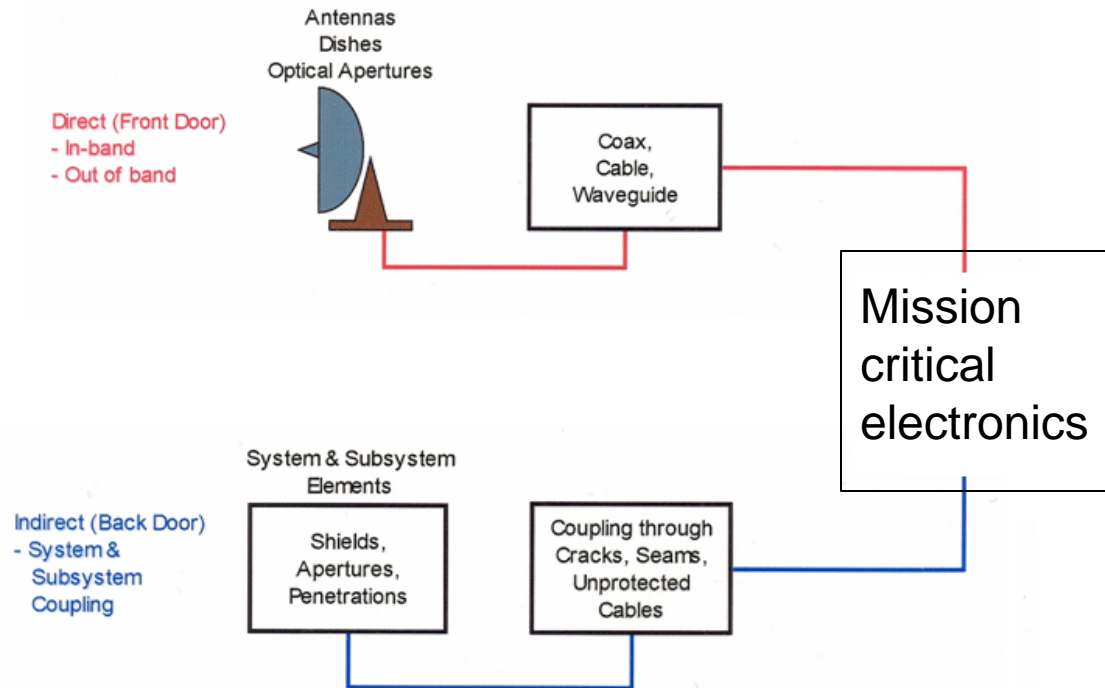 Antennas
Dishes
Optical Apertures
Direct (Front Door)
- In-band
- Out of band
Coax,
Cable,
Waveguide
Mission
critical
electronics
System & Subsystem
Elements
Indirect (Back Door)
- System &
Subsystem
Coupling
Shields,
Apertures,
Penetrations
Coupling through
Cracks, Seams,
Unprotected
Cables